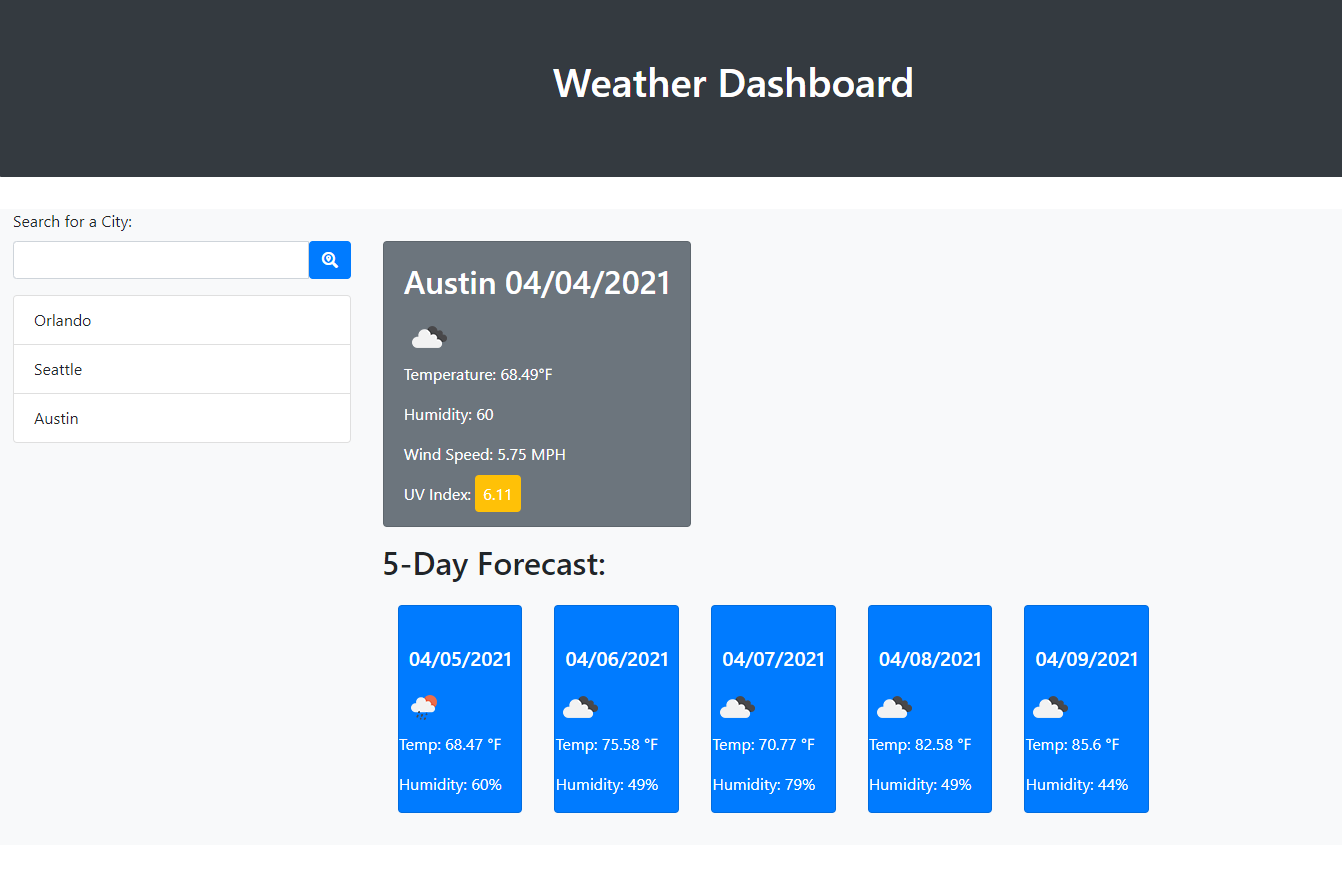 Weather Dashboard
Search for a City:
Orlando
Seattle
Austin
Austin 04/04/2021
Temperature: 68.49°F
Humidity: 60
Wind Speed: 5.75 MPH
UV Index: 6.11
5-Day Forecast:
04/05/2021
Temp: 68.47 °F
Humidity: 60%
04/06/2021
Temp: 75.58 °F
Humidity: 49%
04/07/2021
Temp: 70.77 °F
Humidity: 79%
04/08/2021
Temp: 82.58 °F
Humidity: 49%
04/09/2021
Temp: 85.6 °F
Humidity: 44%